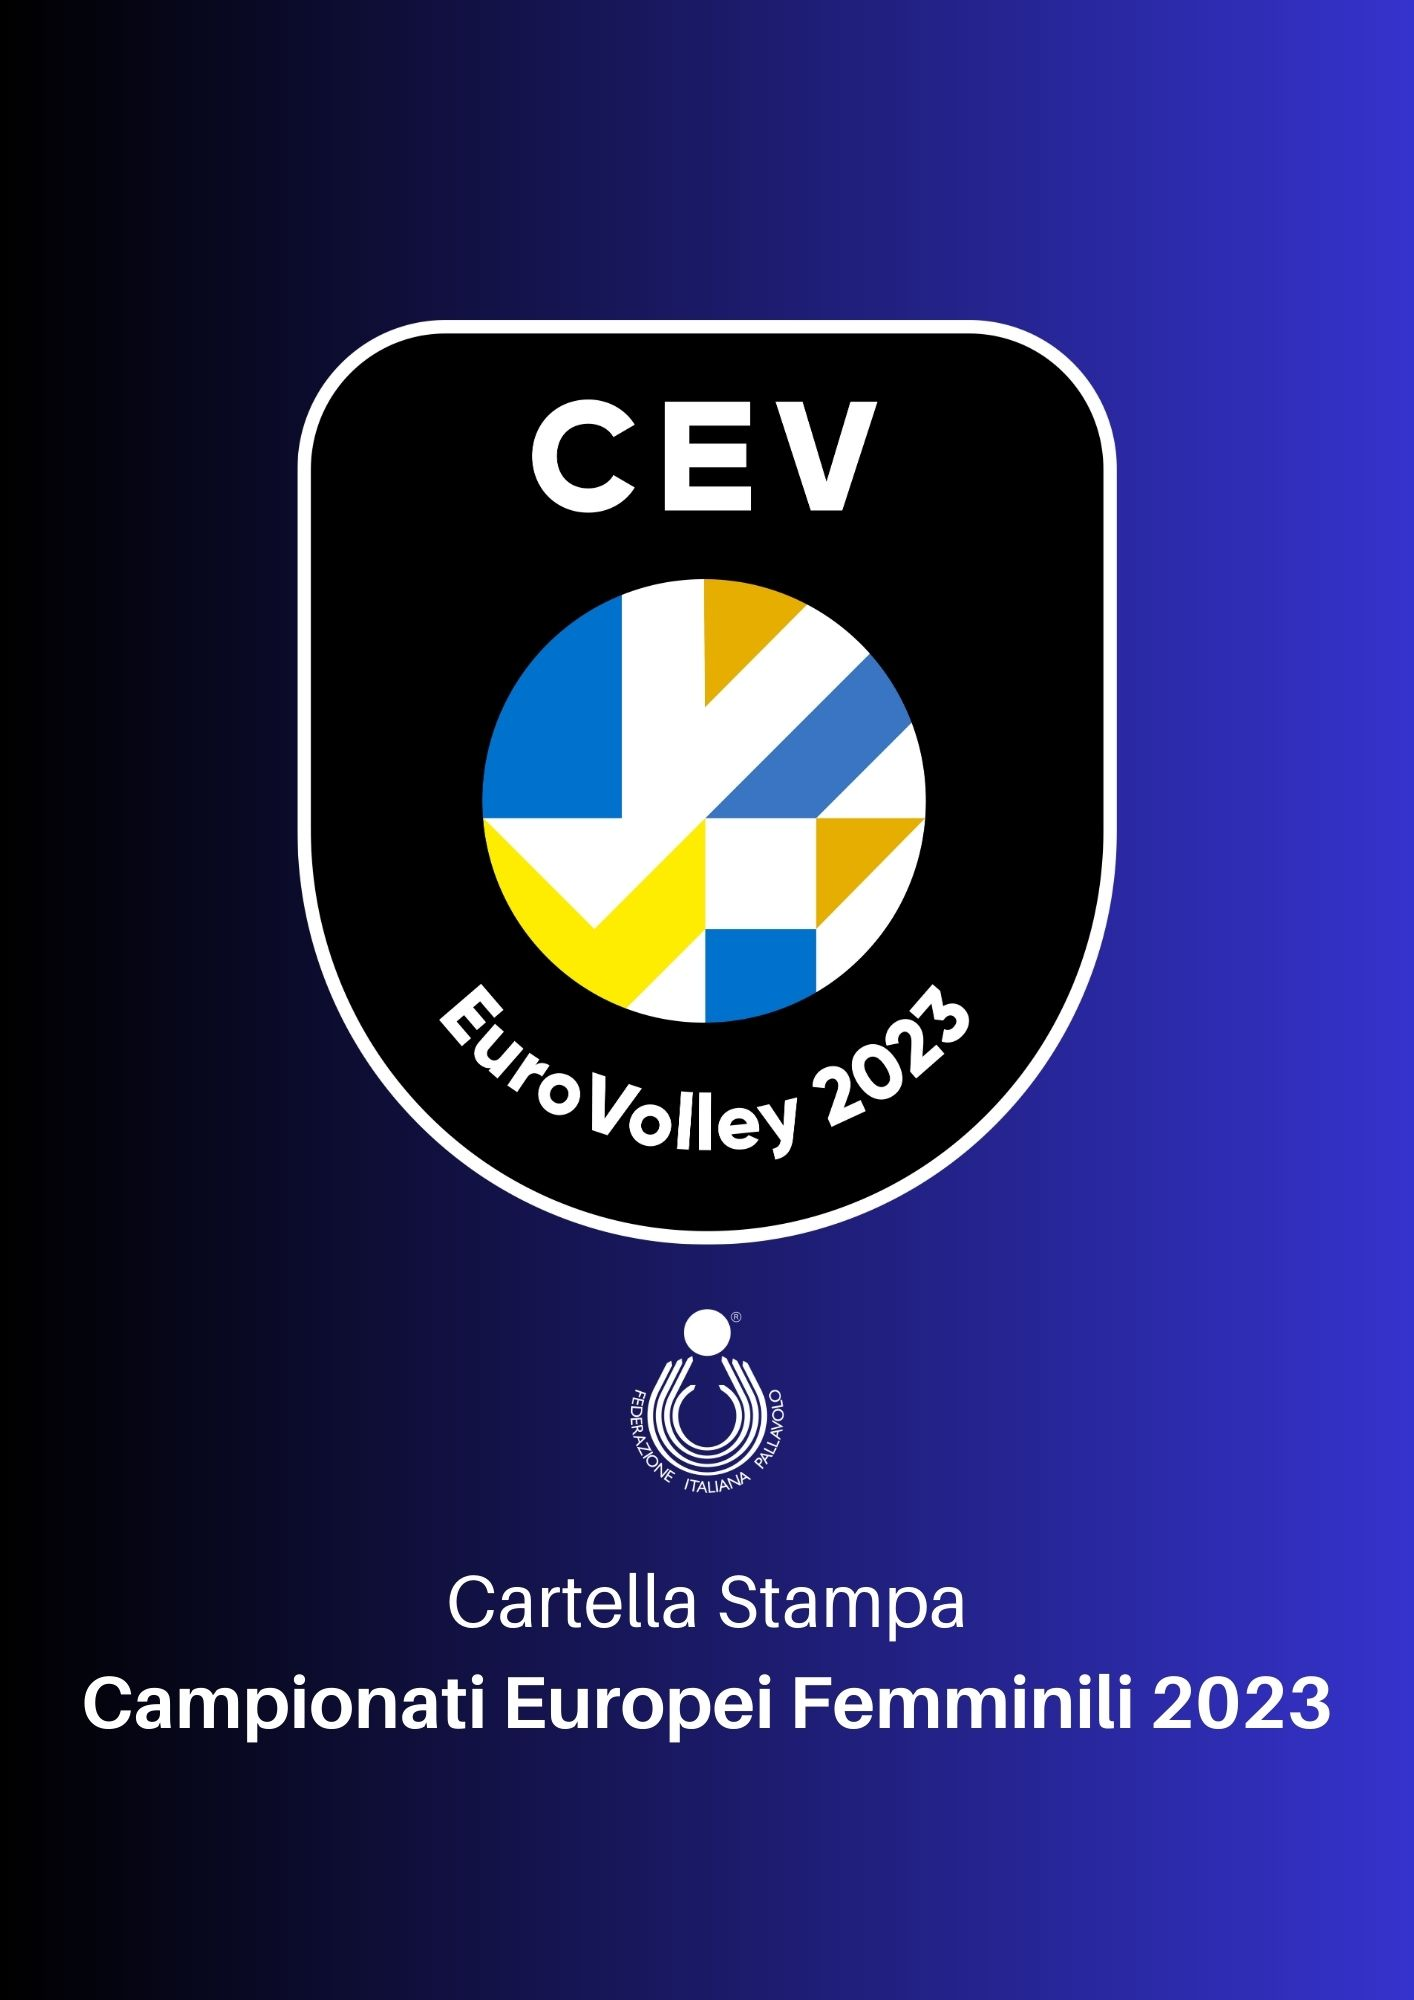 CEV
EuroVolley 2023
®
FEDERAZIONE ITALIANA PALLAVOLO
Cartella Stampa
Campionati Europei Femminili 2023